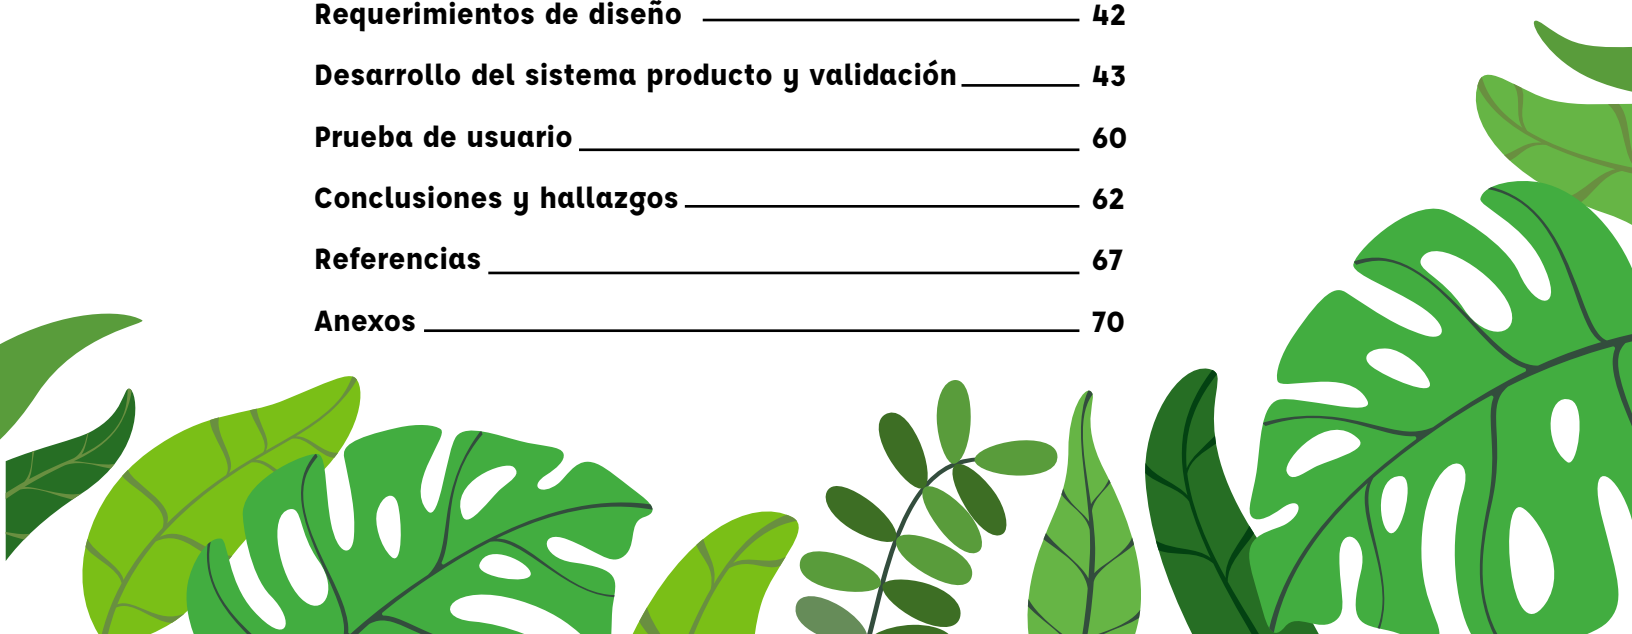 Requerimientos de diseño 42
Desarrollo del sistema producto y validación 43
Prueba de usuario 60
Conclusiones y hallazgos 62
Referencias 67
Anexos 70